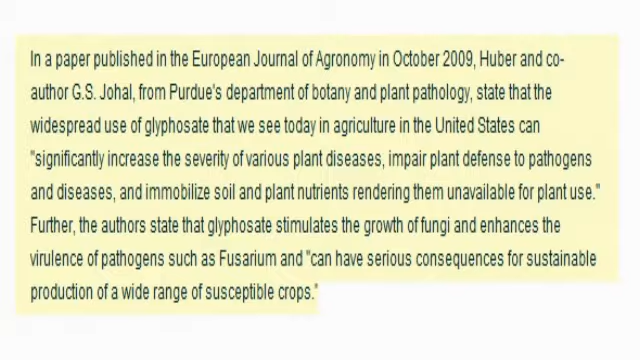 In a paper published in the European Journal of Agronomy in October 2009, Huber and co-
author G.S. Johal, from Purdue's department of botany and plant pathology, state that the
widespread use of glyphosate that we see today in agriculture in the United States can
"significantly increase the severity of various plant diseases, impair plant defense to pathogens
and diseases, and immobilize soil and plant nutrients rendering them unavailable for plant use."
Further, the authors state that glyphosate stimulates the growth of fungi and enhances the
virulence of pathogens such as Fusarium and "can have serious consequences for sustainable
production of a wide range of susceptible crops."